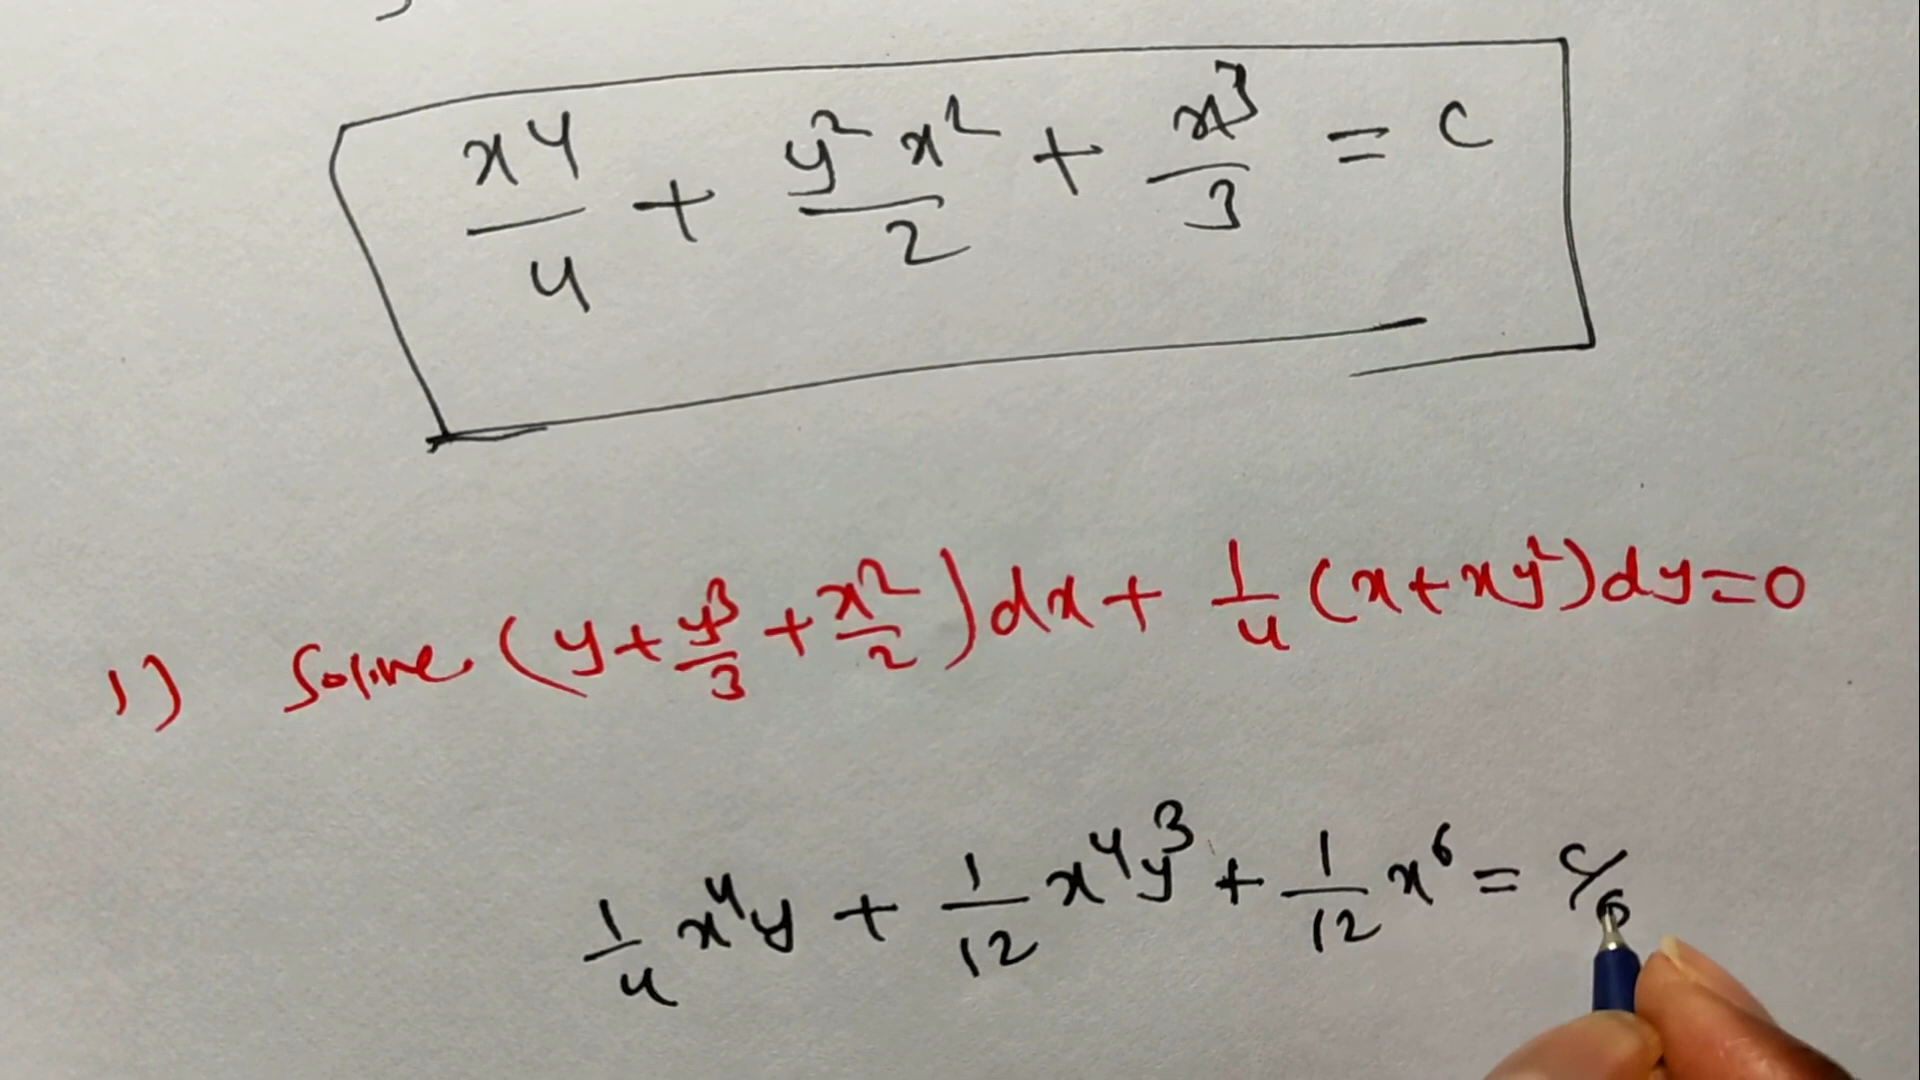 x⁴/4 + y²x²/2 + x³/3 = c
1) Solve (y + y³/3 + x²/2)dx + 1/4 (x + xy²)dy = 0
1/4 x⁴y + 1/12 x⁴y³ + 1/12 x⁶ = c/6